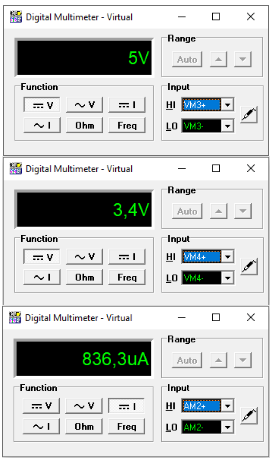 Digital Multimeter - Virtual
5V
Range
Auto
Function
Input
V
V
I
HI VM3+
I
Ohm
Freq
LO VM3-
Digital Multimeter - Virtual
3,4V
Range
Auto
Function
Input
V
V
I
HI VM4+
I
Ohm
Freq
LO VM4-
Digital Multimeter - Virtual
836,3uA
Range
Auto
Function
Input
V
V
I
HI AM2+
I
Ohm
Freq
LO AM2-